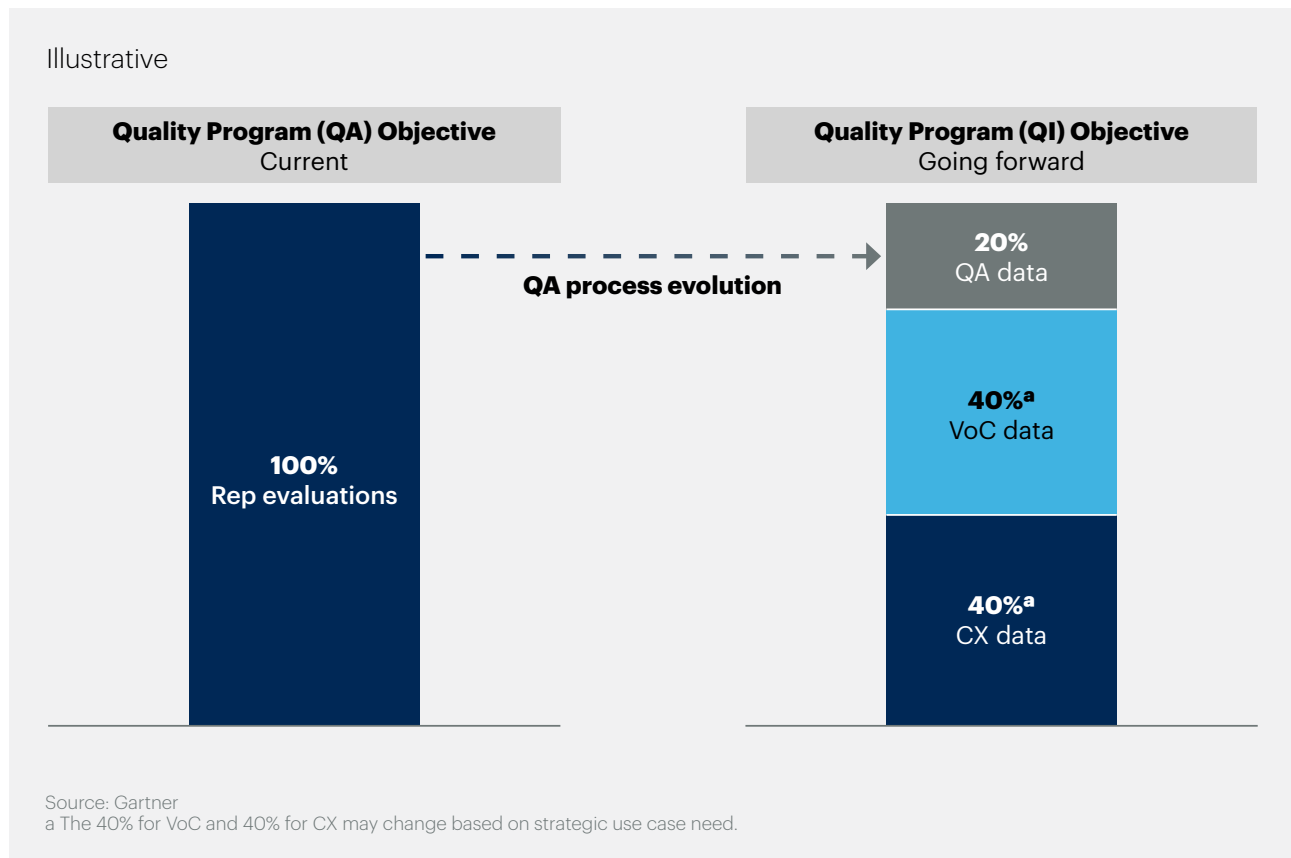 Illustrative
Quality Program (QA) Objective
Current
Quality Program (QI) Objective
Going forward
100%
Rep evaluations
QA process evolution
20%
QA data
40%ᵃ
VoC data
40%ᵃ
CX data
Source: Gartner
a The 40% for VoC and 40% for CX may change based on strategic use case need.